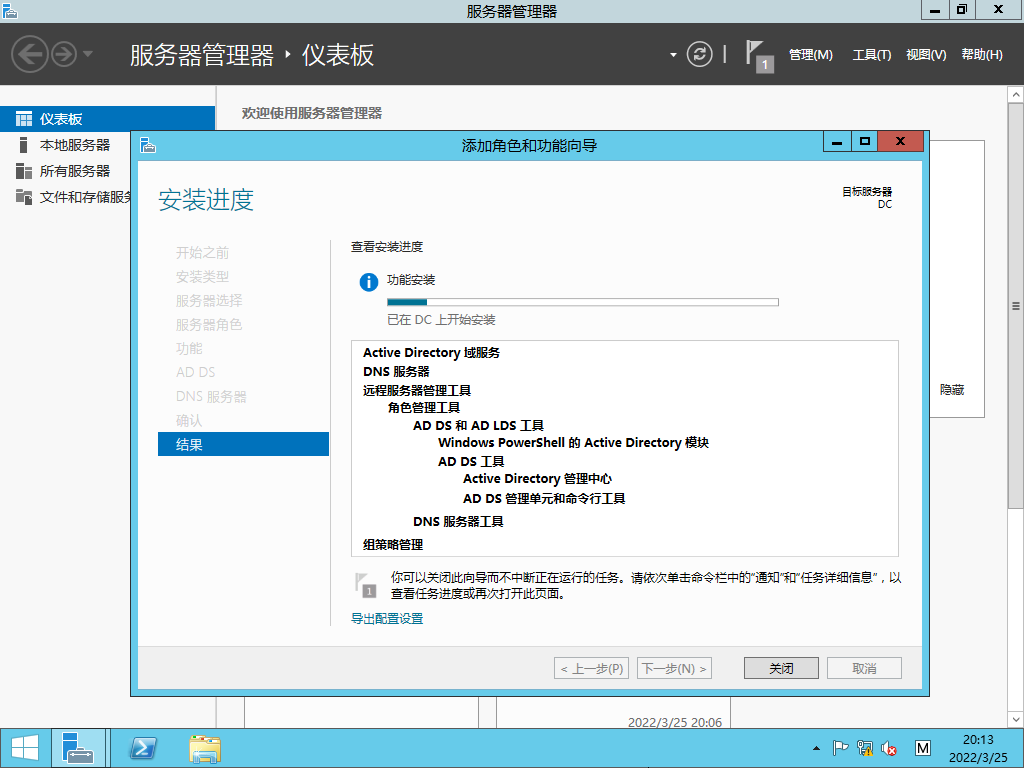 服务器管理器
服务器管理器 ‣ 仪表板
1
管理(M) 工具(T) 视图(V) 帮助(H)
仪表板
本地服务器
所有服务器
文件和存储服务
欢迎使用服务器管理器
添加角色和功能向导
安装进度
目标服务器
DC
开始之前
安装类型
服务器选择
服务器角色
功能
AD DS
DNS 服务器
确认
结果
查看安装进度
功能安装
已在 DC 上开始安装
Active Directory 域服务
DNS 服务器
远程服务器管理工具
角色管理工具
AD DS 和 AD LDS 工具
Windows PowerShell 的 Active Directory 模块
AD DS 工具
Active Directory 管理中心
AD DS 管理单元和命令行工具
DNS 服务器工具
组策略管理
1
你可以关闭此向导而不中断正在运行的任务。请依次单击命令栏中的“通知”和“任务详细信息”，以
查看任务进度或再次打开此页面。
导出配置设置
< 上一步(P) 下一步(N) > 关闭 取消
隐藏
2022/3/25 20:06
M
20:13
2022/3/25